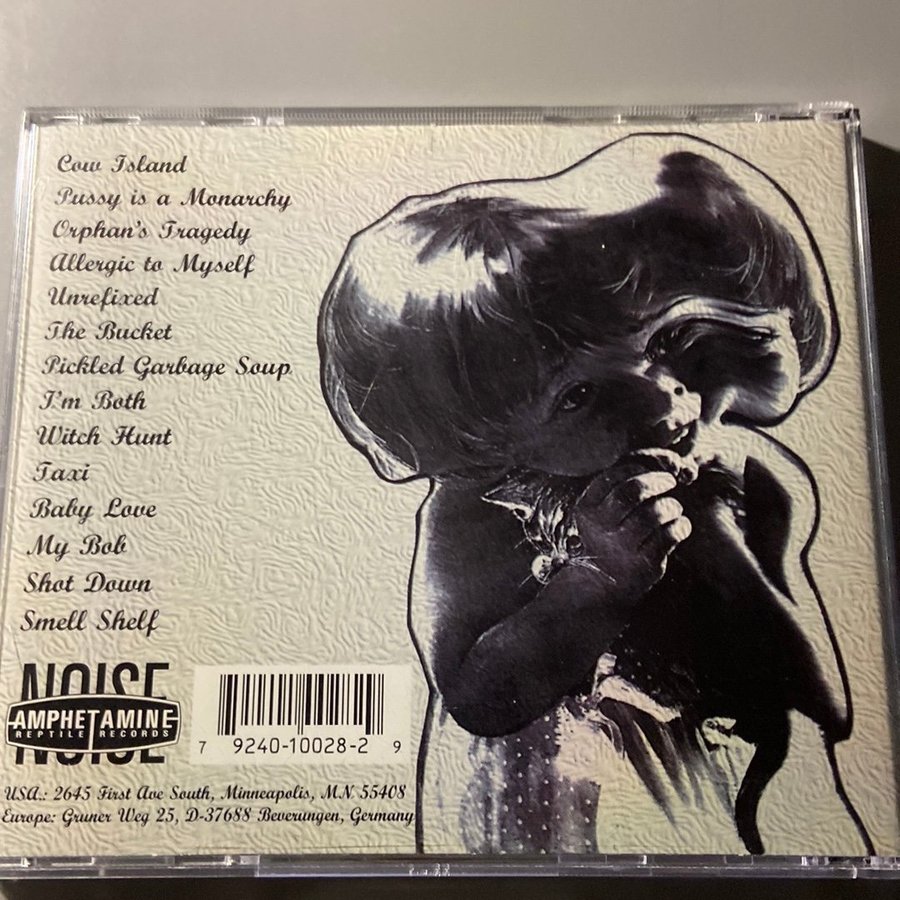 Cow Island
Pussy is a Monarchy
Orphan's Tragedy
Allergic to Myself
Unrefixed
The Bucket
Pickled Garbage Soup
I'm Both
Witch Hunt
Taxi
Baby Love
My Bob
Shot Down
Smell Shelf
NOISE
AMPHETAMINE
REPTILE RECORDS
NOISE
7 9240-10028-2 9
USA.: 2645 First Ave South, Minneapolis, M.N. 55408
Europe: Gruner Weg 25, D-37688 Beverungen, Germany